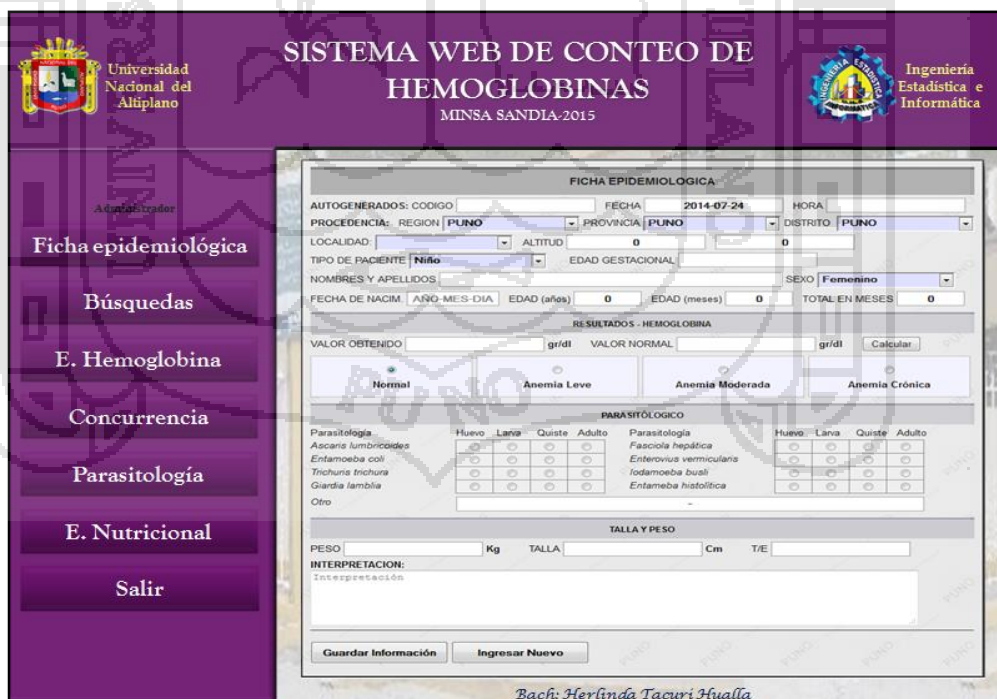 Universidad
Nacional del
Altiplano
SISTEMA WEB DE CONTEO DE
HEMOGLOBINAS
MINSA SANDIA-2015
Ingeniería
Estadística e
Informática
Administrador
Ficha epidemiológica
Búsquedas
E. Hemoglobina
Concurrencia
Parasitología
E. Nutricional
Salir
FICHA EPIDEMIOLOGICA
AUTOGENERADOS: CODIGO FECHA 2014-07-24 HORA
PROCEDENCIA: REGION PUNO PROVINCIA PUNO DISTRITO PUNO
LOCALIDAD: ALTITUD 0 0
TIPO DE PACIENTE Niño EDAD GESTACIONAL
NOMBRES Y APELLIDOS SEXO Femenino
FECHA DE NACIM. AÑO-MES-DIA EDAD (años) 0 EDAD (meses) 0 TOTAL EN MESES 0
RESULTADOS - HEMOGLOBINA
VALOR OBTENIDO gr/dl VALOR NORMAL gr/dl Calcular
Normal Anemia Leve Anemia Moderada Anemia Crónica
PARASITOLOGICO
Parasitología Huevo Larva Quiste Adulto Parasitología Huevo Larva Quiste Adulto
Ascaris lumbricoides Fasciola hepática
Entamoeba coli Enterovius vermicularis
Trichuris trichura Iodamoeba busli
Giardia lamblia Entameba histolítica
Otro -
TALLA Y PESO
PESO Kg TALLA Cm T/E
INTERPRETACION:
Interpretación
Guardar Información Ingresar Nuevo
Bach: Herlinda Tacuri Hualla